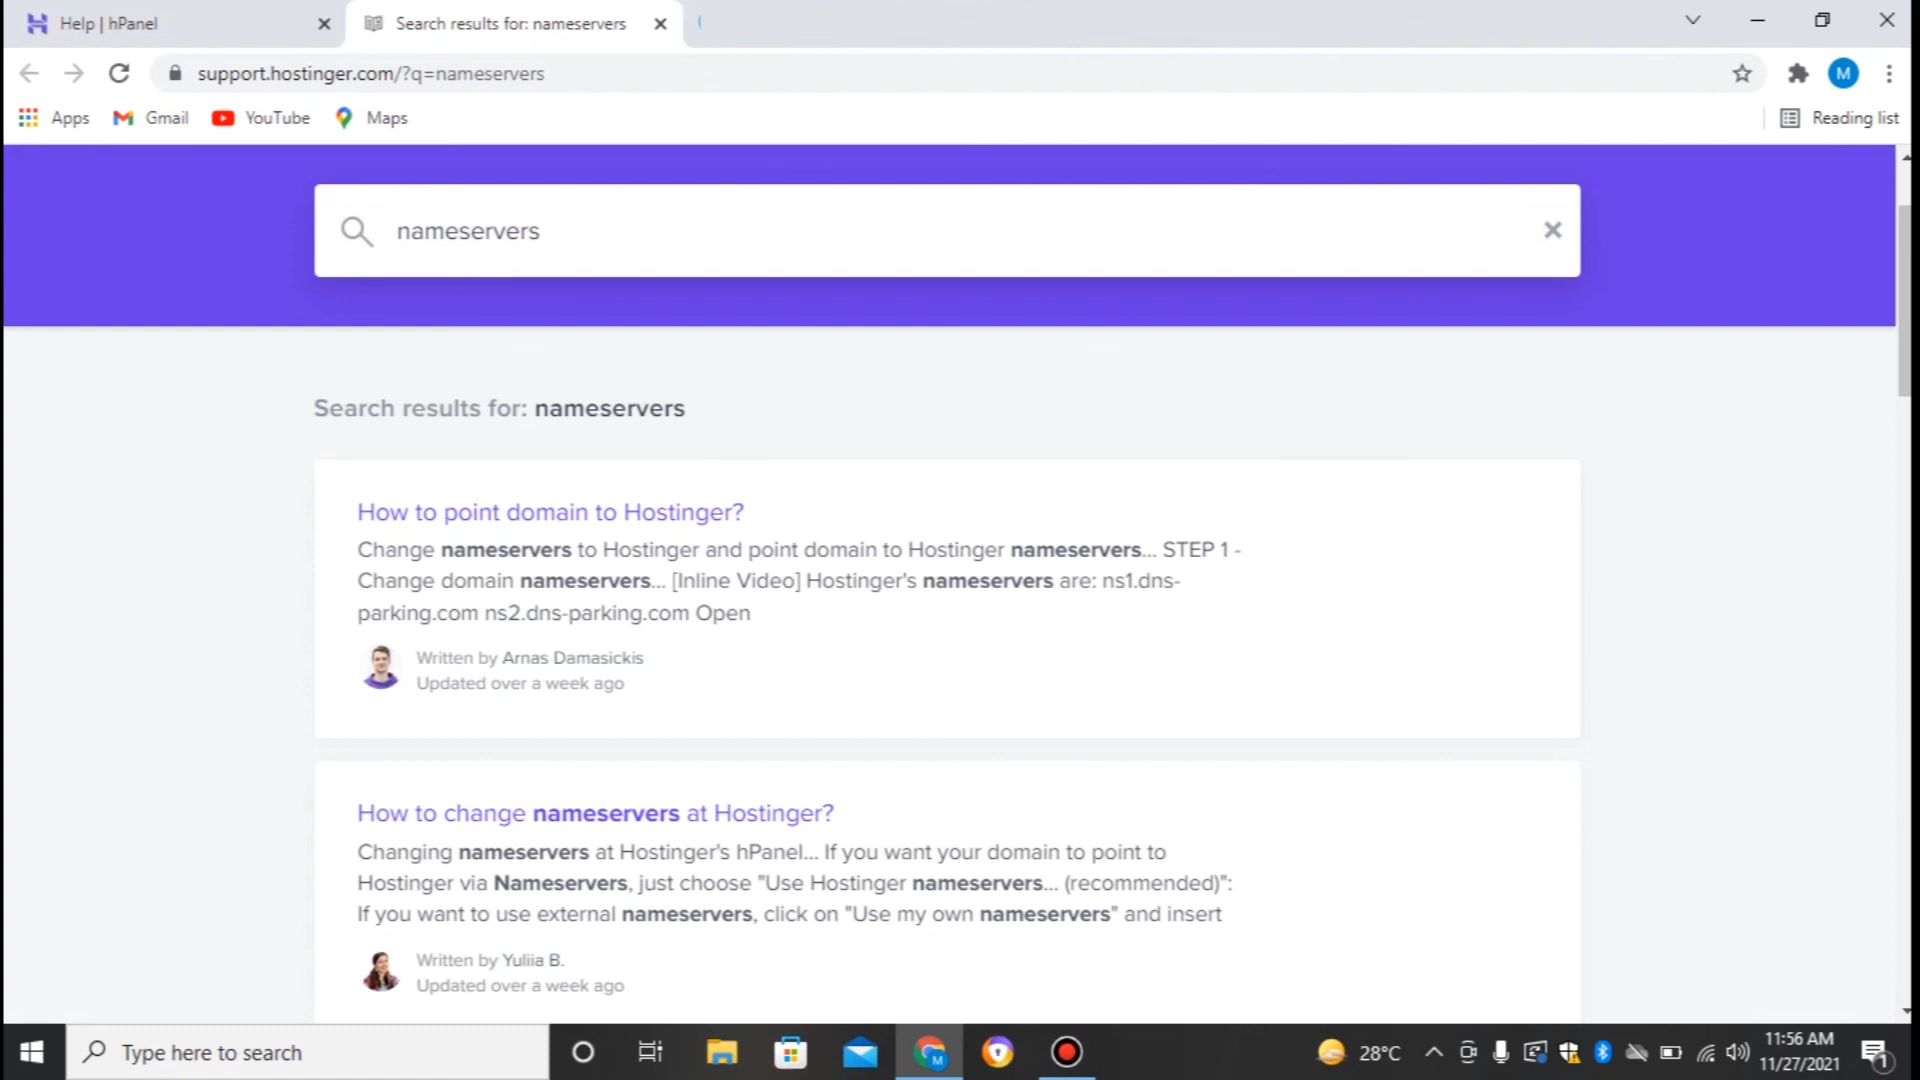 Help | hPanel
Search results for: nameservers
support.hostinger.com/?q=nameservers
M
Apps
Gmail
YouTube
Maps
Reading list
nameservers
Search results for: nameservers
How to point domain to Hostinger?
Change nameservers to Hostinger and point domain to Hostinger nameservers... STEP 1 -
Change domain nameservers... [Inline Video] Hostinger's nameservers are: ns1.dns-
parking.com ns2.dns-parking.com Open
Written by Arnas Damasickis
Updated over a week ago
How to change nameservers at Hostinger?
Changing nameservers at Hostinger's hPanel... If you want your domain to point to
Hostinger via Nameservers, just choose "Use Hostinger nameservers... (recommended)":
If you want to use external nameservers, click on "Use my own nameservers" and insert
Written by Yuliia B.
Updated over a week ago
Type here to search
M
28°C
11:56 AM
11/27/2021
1